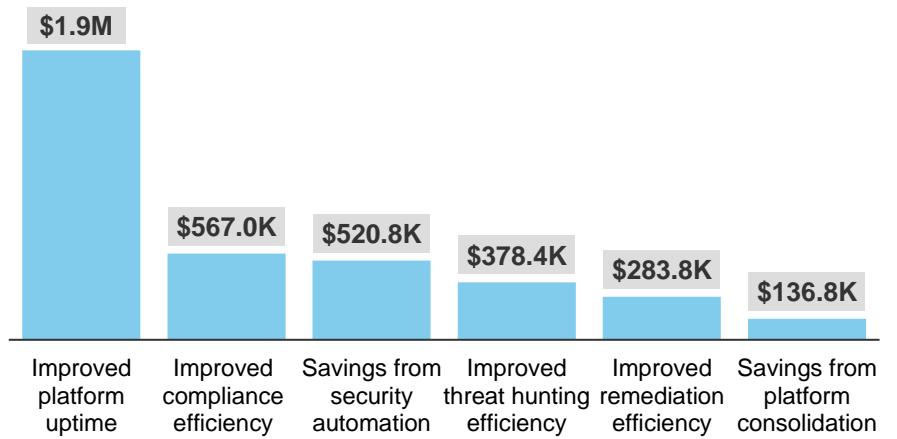 $1.9M
$567.0K
$520.8K
$378.4K
$283.8K
$136.8K
Improved
platform
uptime
Improved
compliance
efficiency
Savings from
security
automation
Improved
threat hunting
efficiency
Improved
remediation
efficiency
Savings from
platform
consolidation